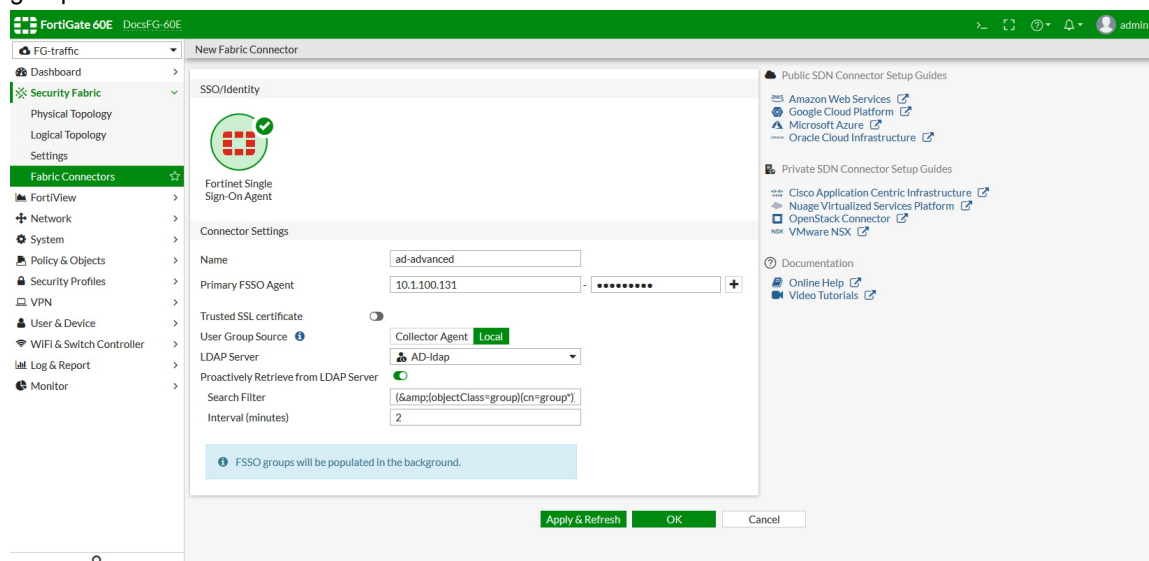 FortiGate 60E DocsFG-60E
>_ admin
FG-traffic
New Fabric Connector
Dashboard
Security Fabric
Physical Topology
Logical Topology
Settings
Fabric Connectors
FortiView
Network
System
Policy & Objects
Security Profiles
VPN
User & Device
WiFi & Switch Controller
Log & Report
Monitor
SSO/Identity
Fortinet Single
Sign-On Agent
Connector Settings
Name ad-advanced
Primary FSSO Agent 10.1.100.131 - •••••••••
Trusted SSL certificate
User Group Source Collector Agent Local
LDAP Server AD-ldap
Proactively Retrieve from LDAP Server
Search Filter (&amp;(objectClass=group)(cn=group*)
Interval (minutes) 2
FSSO groups will be populated in the background.
Apply & Refresh OK Cancel
Public SDN Connector Setup Guides
aws Amazon Web Services
Google Cloud Platform
Microsoft Azure
Oracle Cloud Infrastructure
Private SDN Connector Setup Guides
Cisco Application Centric Infrastructure
Nuage Virtualized Services Platform
OpenStack Connector
NSX VMware NSX
Documentation
Online Help
Video Tutorials